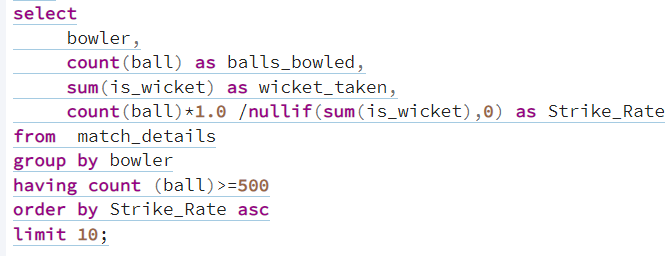 select
bowler,
count(ball) as balls_bowled,
sum(is_wicket) as wicket_taken,
count(ball)*1.0 /nullif(sum(is_wicket),0) as Strike_Rate
from  match_details
group by bowler
having count (ball)>=500
order by Strike_Rate asc
limit 10;